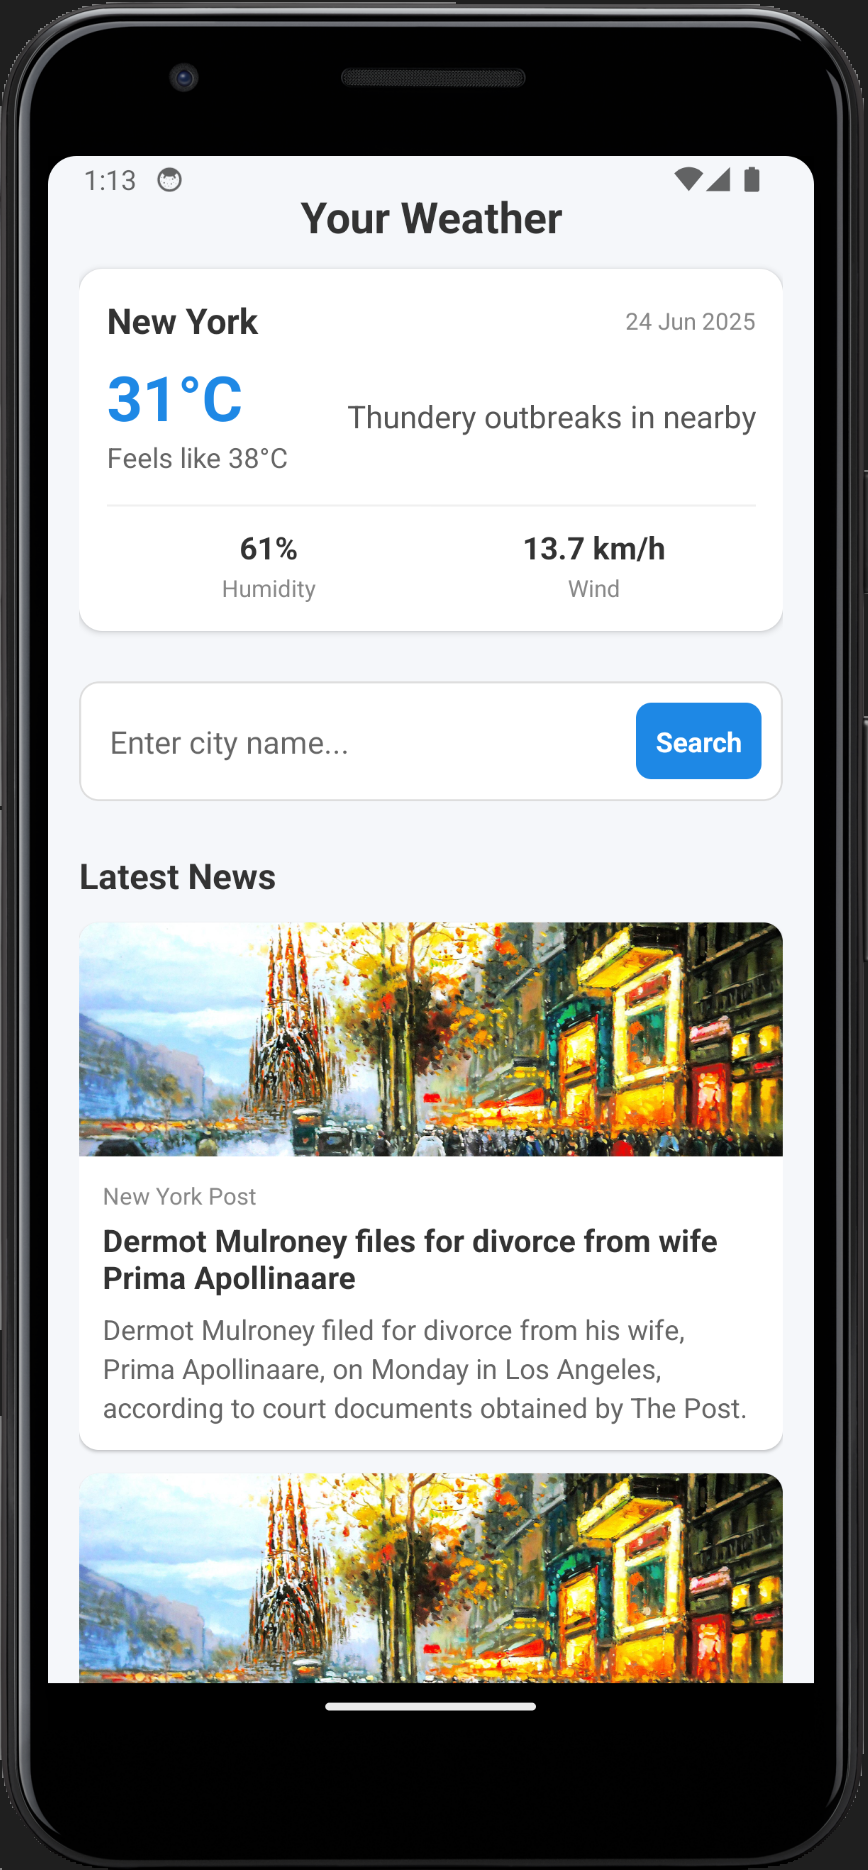 1:13
Your Weather
New York
24 Jun 2025
31°C
Thundery outbreaks in nearby
Feels like 38°C
61%
13.7 km/h
Humidity
Wind
Enter city name...
Search
Latest News
New York Post
Dermot Mulroney files for divorce from wife
Prima Apollinaare
Dermot Mulroney filed for divorce from his wife,
Prima Apollinaare, on Monday in Los Angeles,
according to court documents obtained by The Post.